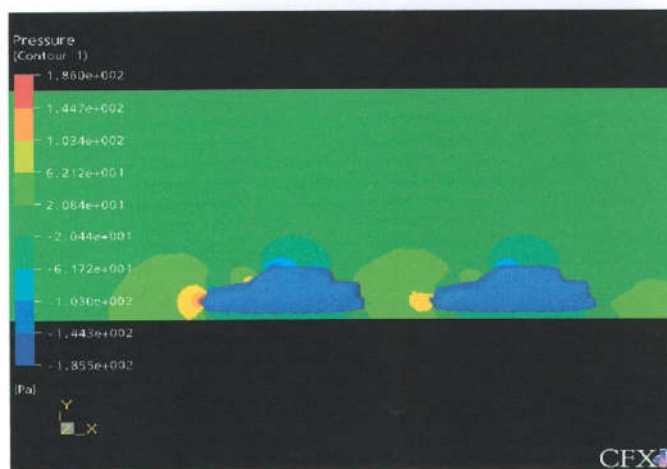 Pressure
(Contour 1)
1.860e+002
1.447e+002
1.034e+002
6.212e+001
2.084e+001
-2.044e+001
-6.172e+001
-1.030e+002
-1.443e+002
-1.855e+002
[Pa]
Y
Z X
CFX